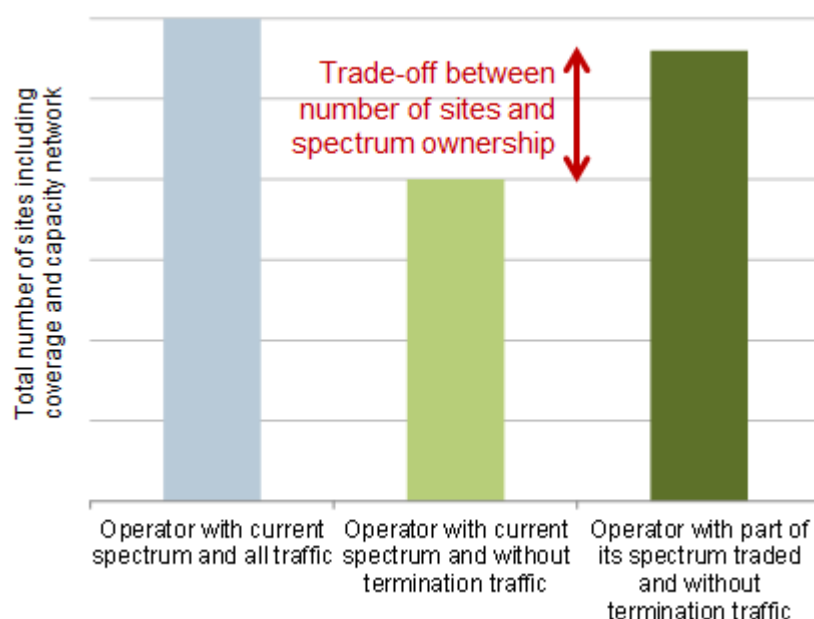 Total number of sites including
coverage and capacity network
Trade-off between
number of sites and
spectrum ownership
Operator with current
spectrum and all traffic
Operator with current
spectrum and without
termination traffic
Operator with part of
its spectrum traded
and without
termination traffic